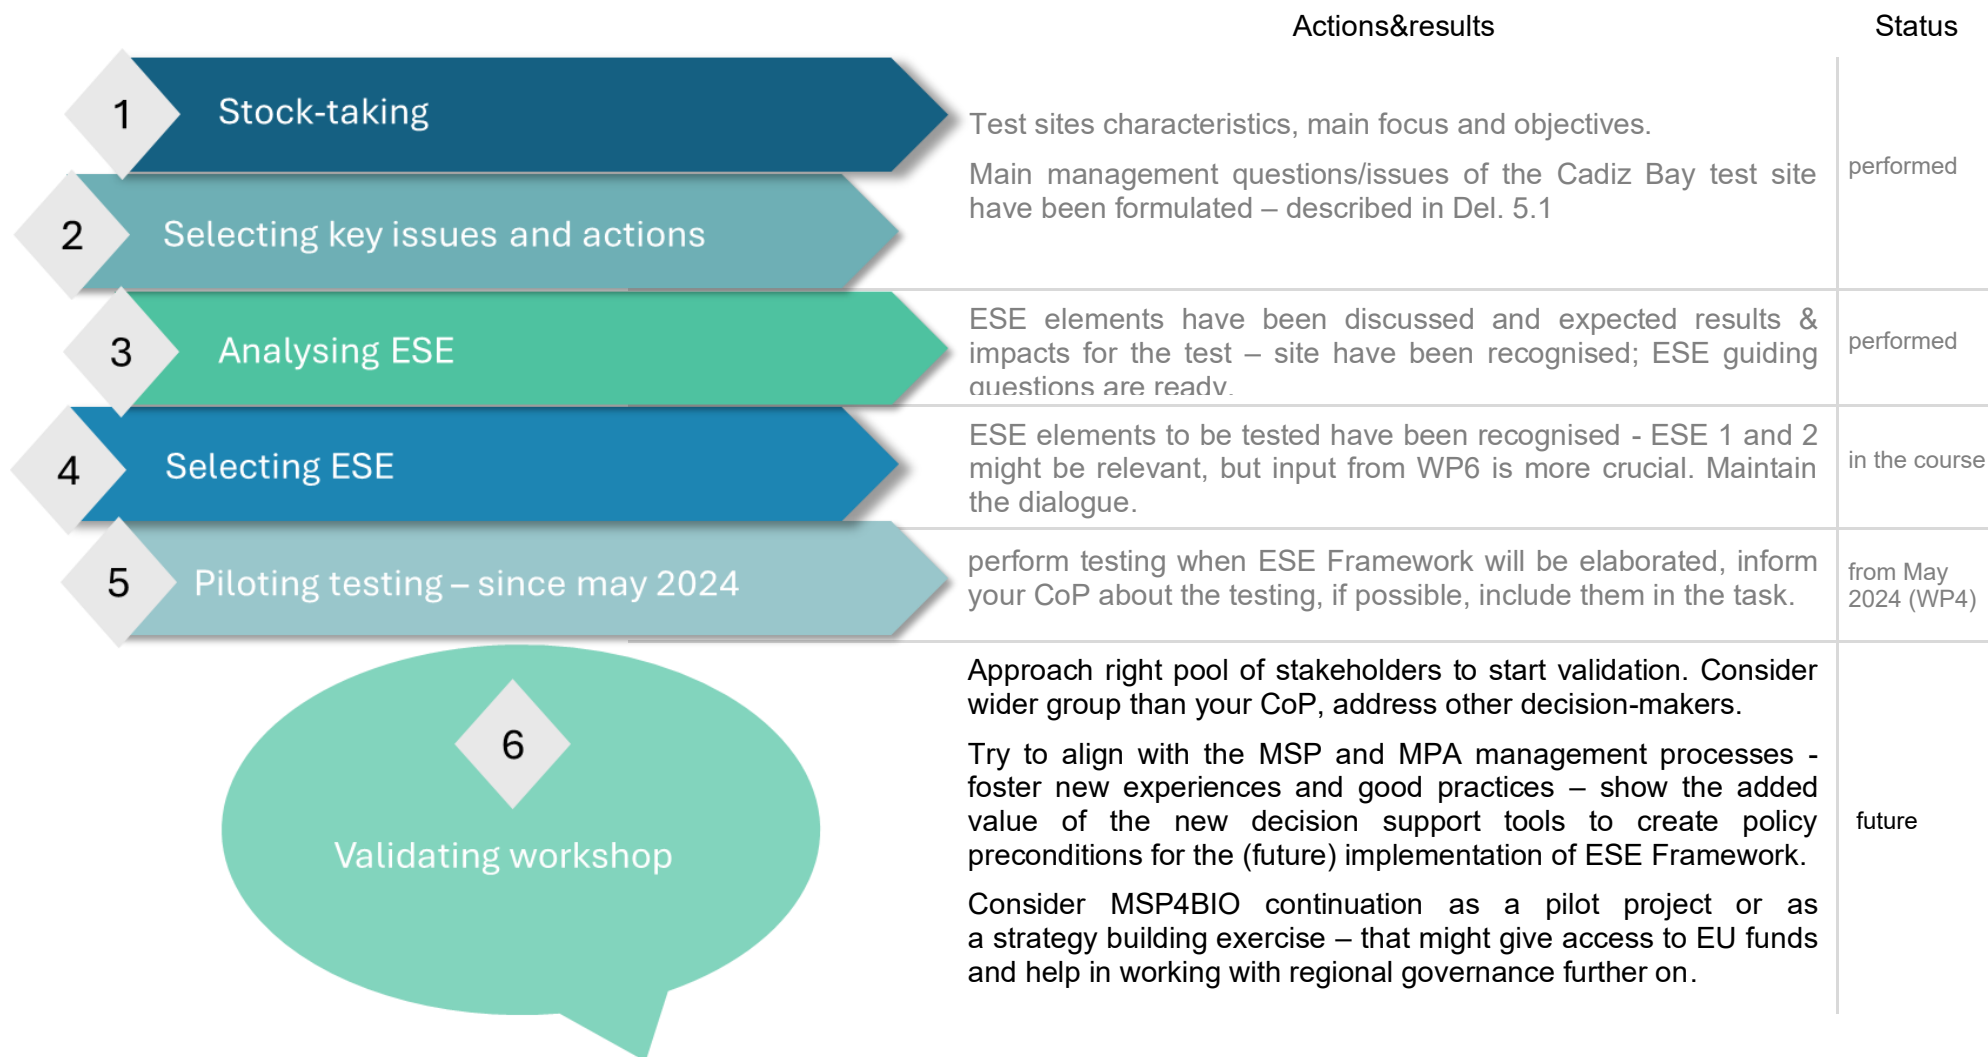 Actions&results
Status
1
Stock-taking
Test sites characteristics, main focus and objectives.
Main management questions/issues of the Cadiz Bay test site
have been formulated – described in Del. 5.1
performed
2
Selecting key issues and actions
3
Analysing ESE
ESE elements have been discussed and expected results &
impacts for the test – site have been recognised; ESE guiding
questions are ready.
performed
4
Selecting ESE
ESE elements to be tested have been recognised - ESE 1 and 2
might be relevant, but input from WP6 is more crucial. Maintain
the dialogue.
in the course
5
Piloting testing – since may 2024
perform testing when ESE Framework will be elaborated, inform
your CoP about the testing, if possible, include them in the task.
from May
2024 (WP4)
6
Validating workshop
Approach right pool of stakeholders to start validation. Consider
wider group than your CoP, address other decision-makers.
Try to align with the MSP and MPA management processes -
foster new experiences and good practices – show the added
value of the new decision support tools to create policy
preconditions for the (future) implementation of ESE Framework.
Consider MSP4BIO continuation as a pilot project or as
a strategy building exercise – that might give access to EU funds
and help in working with regional governance further on.
future